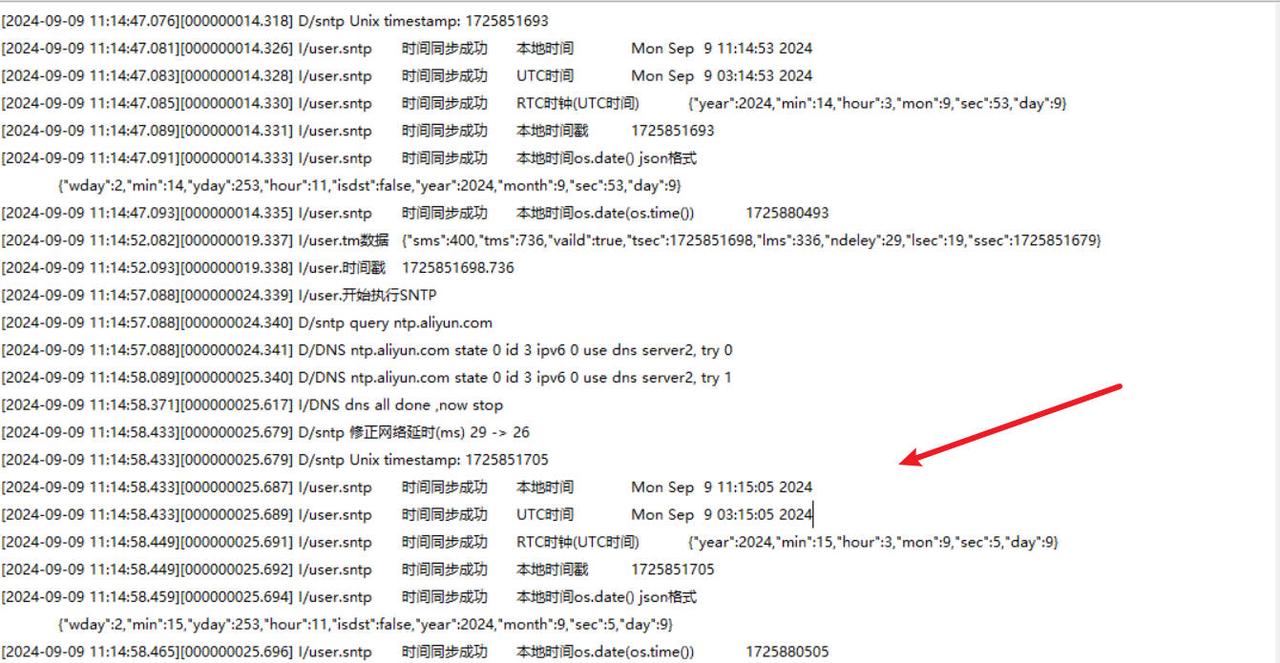 [2024-09-09 11:14:47.076][000000014.318] D/sntp Unix timestamp: 1725851693
[2024-09-09 11:14:47.081][000000014.326] I/user.sntp 时间同步成功 本地时间 Mon Sep 9 11:14:53 2024
[2024-09-09 11:14:47.083][000000014.328] I/user.sntp 时间同步成功 UTC时间 Mon Sep 9 03:14:53 2024
[2024-09-09 11:14:47.085][000000014.330] I/user.sntp 时间同步成功 RTC时钟(UTC时间) {"year":2024,"min":14,"hour":3,"mon":9,"sec":53,"day":9}
[2024-09-09 11:14:47.089][000000014.331] I/user.sntp 时间同步成功 本地时间戳 1725851693
[2024-09-09 11:14:47.091][000000014.333] I/user.sntp 时间同步成功 本地时间os.date() json格式
{"wday":2,"min":14,"yday":253,"hour":11,"isdst":false,"year":2024,"month":9,"sec":53,"day":9}
[2024-09-09 11:14:47.093][000000014.335] I/user.sntp 时间同步成功 本地时间os.date(os.time()) 1725880493
[2024-09-09 11:14:52.082][000000019.337] I/user.tm数据 {"sms":400,"tms":736,"vaild":true,"tsec":1725851698,"lms":336,"ndeley":29,"lsec":19,"ssec":1725851679}
[2024-09-09 11:14:52.093][000000019.338] I/user.时间戳 1725851698.736
[2024-09-09 11:14:57.088][000000024.339] I/user.开始执行SNTP
[2024-09-09 11:14:57.088][000000024.340] D/sntp query ntp.aliyun.com
[2024-09-09 11:14:57.088][000000024.341] D/DNS ntp.aliyun.com state 0 id 3 ipv6 0 use dns server2, try 0
[2024-09-09 11:14:58.089][000000025.340] D/DNS ntp.aliyun.com state 0 id 3 ipv6 0 use dns server2, try 1
[2024-09-09 11:14:58.371][000000025.617] I/DNS dns all done ,now stop
[2024-09-09 11:14:58.433][000000025.679] D/sntp 修正网络延时(ms) 29 -> 26
[2024-09-09 11:14:58.433][000000025.679] D/sntp Unix timestamp: 1725851705
[2024-09-09 11:14:58.433][000000025.687] I/user.sntp 时间同步成功 本地时间 Mon Sep 9 11:15:05 2024
[2024-09-09 11:14:58.433][000000025.689] I/user.sntp 时间同步成功 UTC时间 Mon Sep 9 03:15:05 2024
[2024-09-09 11:14:58.449][000000025.691] I/user.sntp 时间同步成功 RTC时钟(UTC时间) {"year":2024,"min":15,"hour":3,"mon":9,"sec":5,"day":9}
[2024-09-09 11:14:58.449][000000025.692] I/user.sntp 时间同步成功 本地时间戳 1725851705
[2024-09-09 11:14:58.459][000000025.694] I/user.sntp 时间同步成功 本地时间os.date() json格式
{"wday":2,"min":15,"yday":253,"hour":11,"isdst":false,"year":2024,"month":9,"sec":5,"day":9}
[2024-09-09 11:14:58.465][000000025.696] I/user.sntp 时间同步成功 本地时间os.date(os.time()) 1725880505